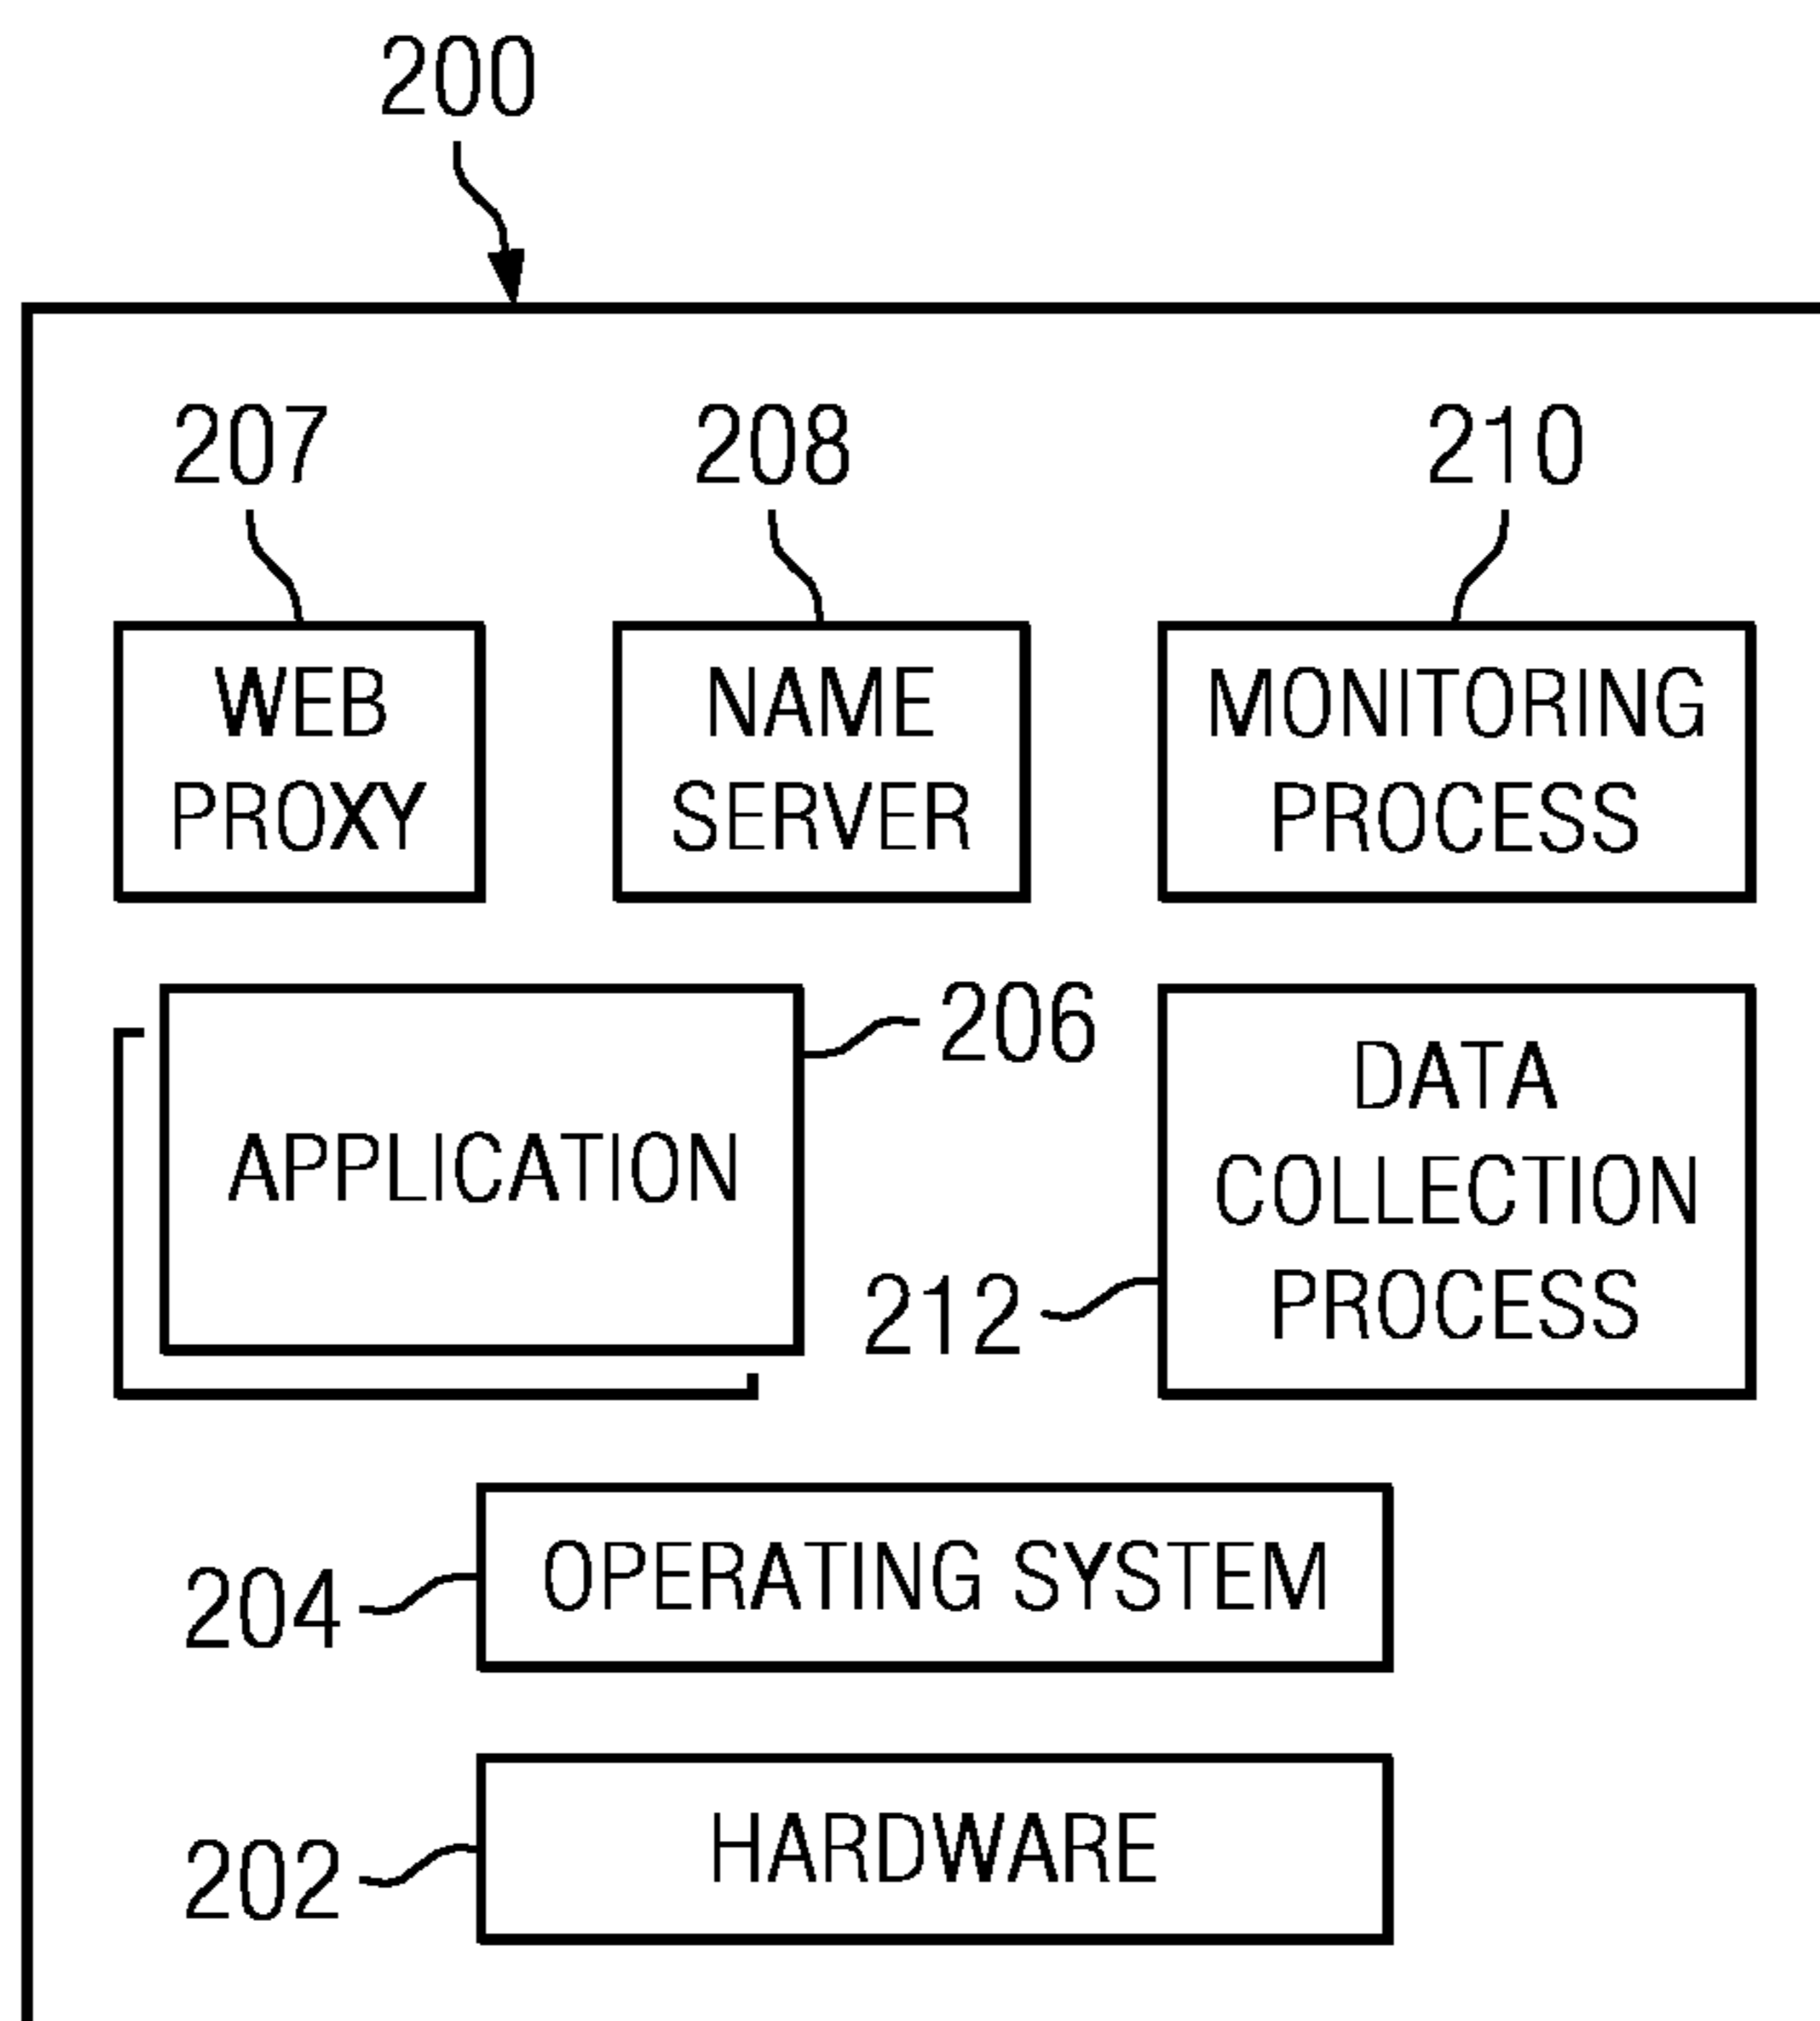 200
207
208
210
WEB
PROXY
NAME
SERVER
MONITORING
PROCESS
206
APPLICATION
DATA
COLLECTION
PROCESS
212
204
OPERATING SYSTEM
202
HARDWARE